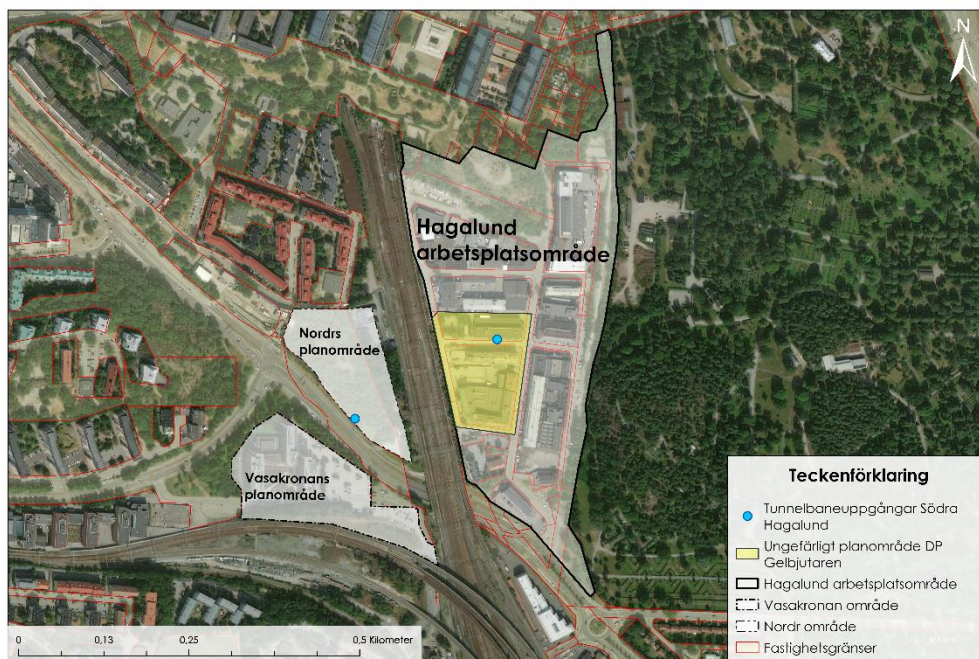 N
Hagalund
arbetsplatsområde
Nordrs
planområde
Vasakronans
planområde
Teckenförklaring
Tunnelbaneuppgångar Södra
Hagalund
Ungefärligt planområde DP
Gelbjutaren
Hagalund arbetsplatsområde
Vasakronan område
Nordr område
Fastighetsgränser
0 0,13 0,25 0,5 Kilometer